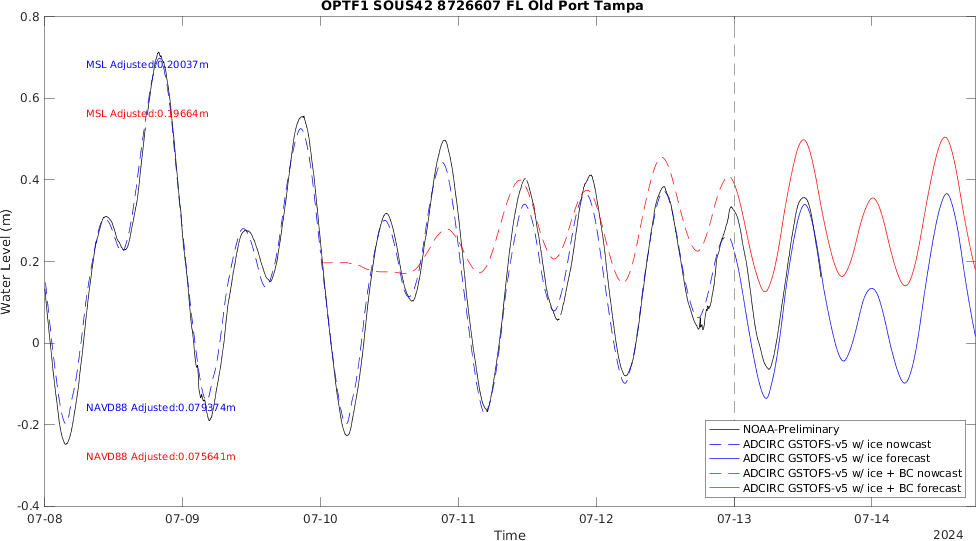 OPTF1 SOUS42 8726607 FL Old Port Tampa
0.8
0.6
0.4
0.2
0
-0.2
-0.4
Water Level (m)
MSL Adjusted:0.20037m
MSL Adjusted:0.19664m
NAVD88 Adjusted:0.079374m
NAVD88 Adjusted:0.075641m
NOAA-Preliminary
ADCIRC GSTOFS-v5 w/ ice nowcast
ADCIRC GSTOFS-v5 w/ ice forecast
ADCIRC GSTOFS-v5 w/ ice + BC nowcast
ADCIRC GSTOFS-v5 w/ ice + BC forecast
07-08 07-09 07-10 07-11 07-12 07-13 07-14
Time
2024